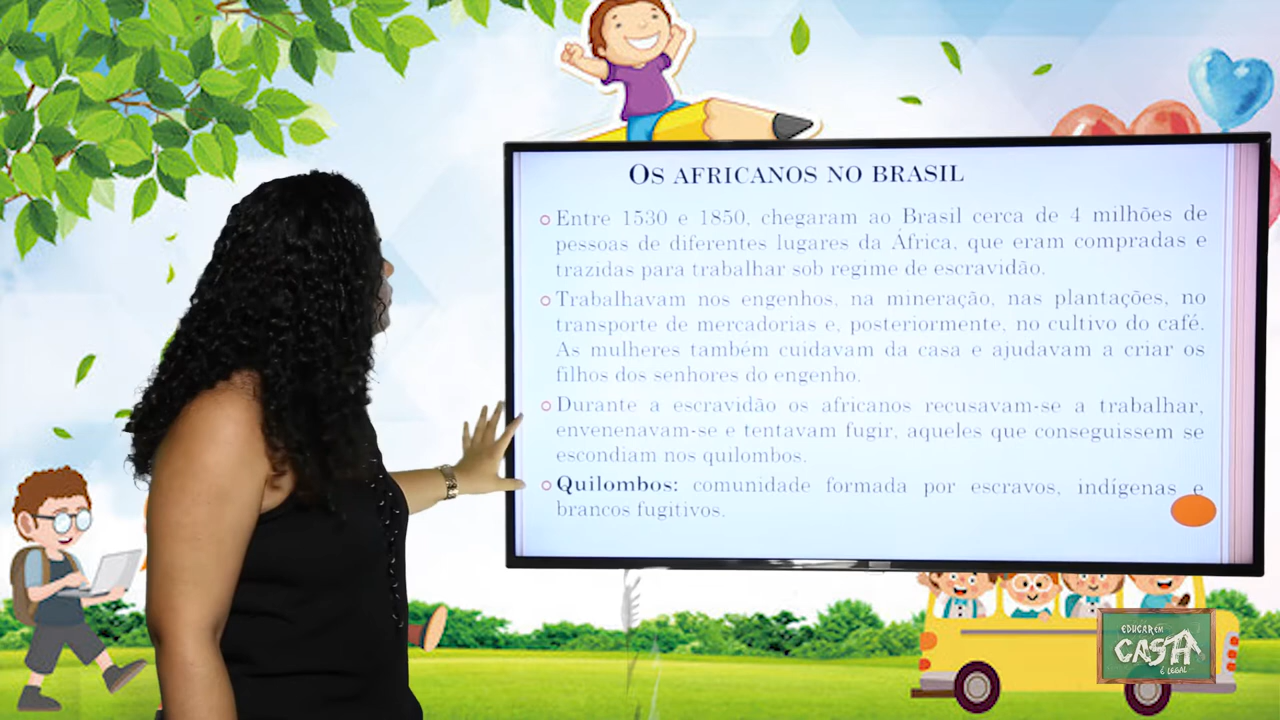 OS AFRICANOS NO BRASIL
Entre 1530 e 1850, chegaram ao Brasil cerca de 4 milhões de
pessoas de diferentes lugares da África, que eram compradas e
trazidas para trabalhar sob regime de escravidão.
Trabalhavam nos engenhos, na mineração, nas plantações, no
transporte de mercadorias e, posteriormente, no cultivo do café.
As mulheres também cuidavam da casa e ajudavam a criar os
filhos dos senhores do engenho.
Durante a escravidão os africanos recusavam-se a trabalhar,
envenenavam-se e tentavam fugir, aqueles que conseguissem se
escondiam nos quilombos.
Quilombos: comunidade formada por escravos, indígenas e
brancos fugitivos.
EDUCAR EM
CASA
É LEGAL